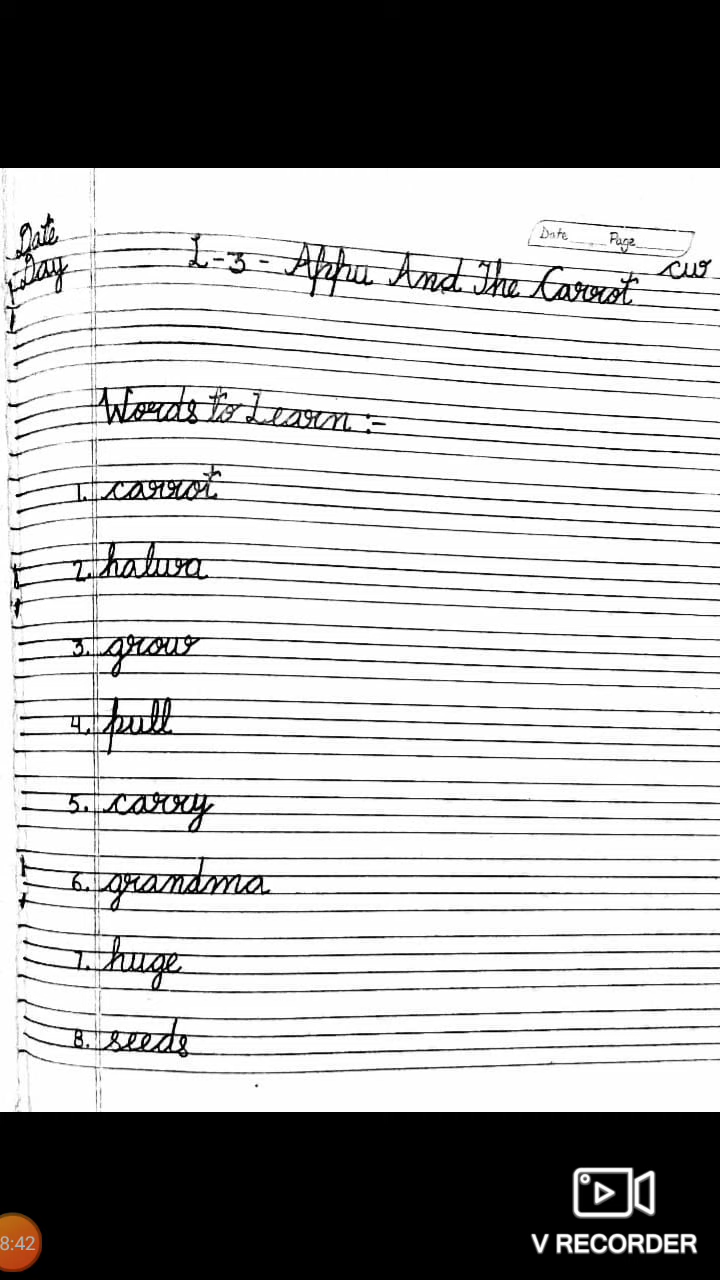 Date
Day
Date Page
cw
L-3- Appu And The Carrot
Words to Learn :-
1. carrot
2. halwa
3. grow
4. pull
5. carry
6. grandma
7. huge
8. seeds
8:42
V RECORDER